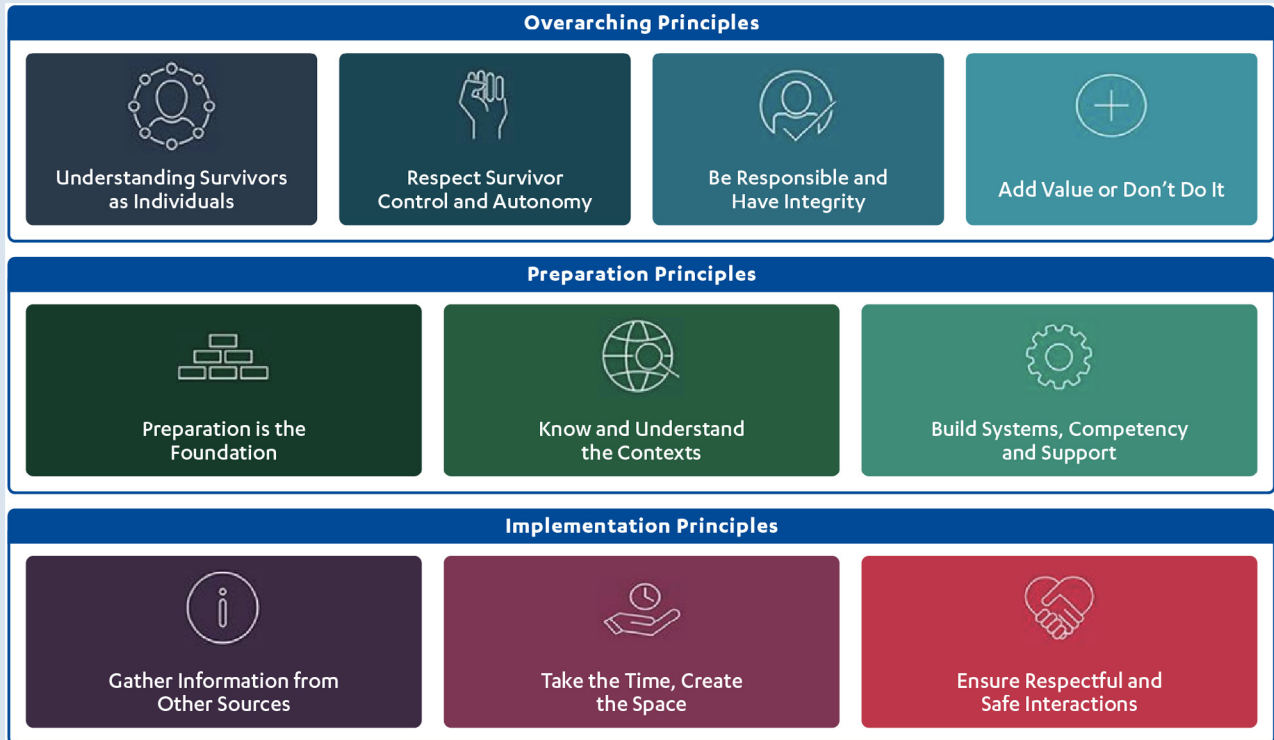 Overarching Principles
Understanding Survivors
as Individuals
Respect Survivor
Control and Autonomy
Be Responsible and
Have Integrity
Add Value or Don’t Do It
Preparation Principles
Preparation is the
Foundation
Know and Understand
the Contexts
Build Systems, Competency
and Support
Implementation Principles
Gather Information from
Other Sources
Take the Time, Create
the Space
Ensure Respectful and
Safe Interactions